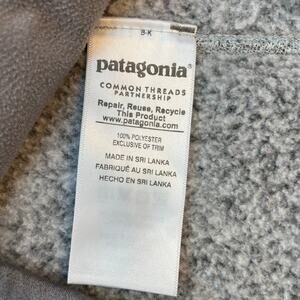 8-K
patagonia®
COMMON THREADS
PARTNERSHIP
Repair, Reuse, Recycle
This Product
www.patagonia.com
100% POLYESTER
EXCLUSIVE OF TRIM
MADE IN SRI LANKA
FABRIQUÉ AU SRI LANKA
HECHO EN SRI LANKA